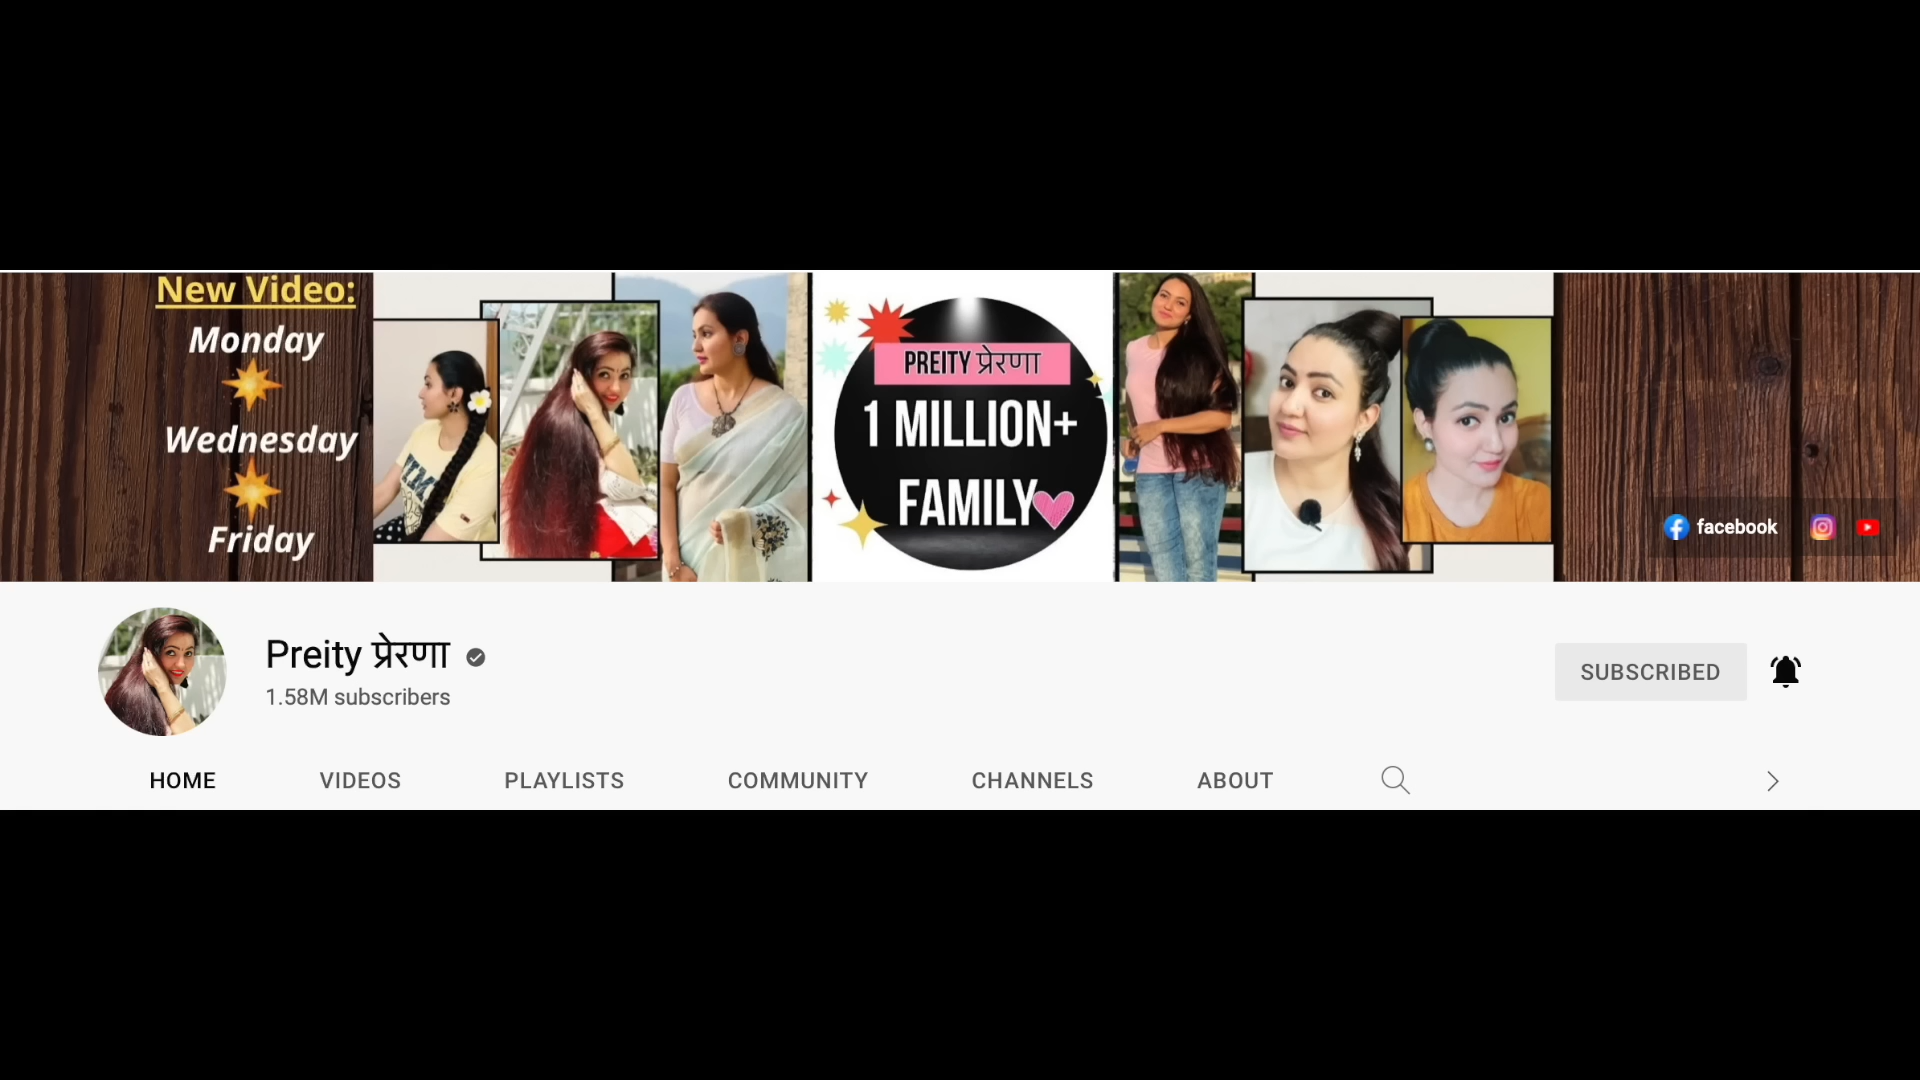 New Video:
Monday
Wednesday
Friday
PREITY प्रेरणा
1 MILLION+
FAMILY
facebook
Preity प्रेरणा
1.58M subscribers
SUBSCRIBED
HOME VIDEOS PLAYLISTS COMMUNITY CHANNELS ABOUT